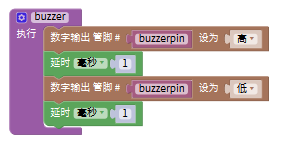 buzzer
执行 数字输出 管脚 # buzzerpin 设为 高
延时 毫秒 1
数字输出 管脚 # buzzerpin 设为 低
延时 毫秒 1